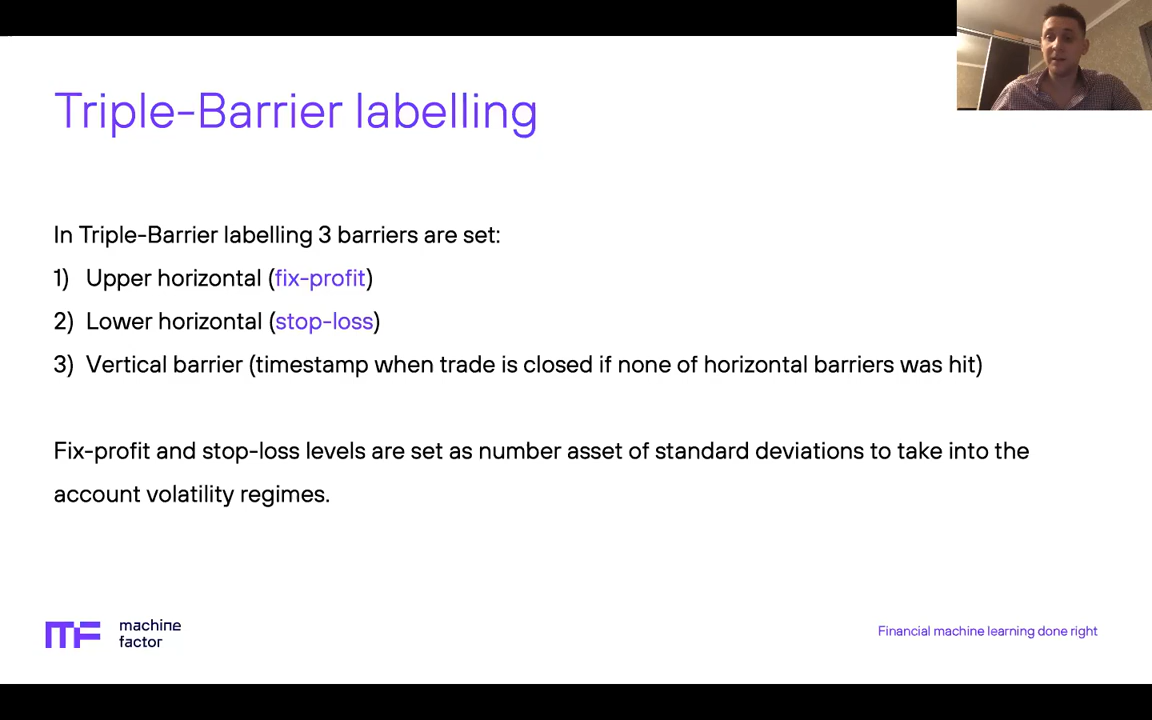 Triple-Barrier labelling
In Triple-Barrier labelling 3 barriers are set:
1) Upper horizontal (fix-profit)
2) Lower horizontal (stop-loss)
3) Vertical barrier (timestamp when trade is closed if none of horizontal barriers was hit)
Fix-profit and stop-loss levels are set as number asset of standard deviations to take into the
account volatility regimes.
MF machine
factor
Financial machine learning done right